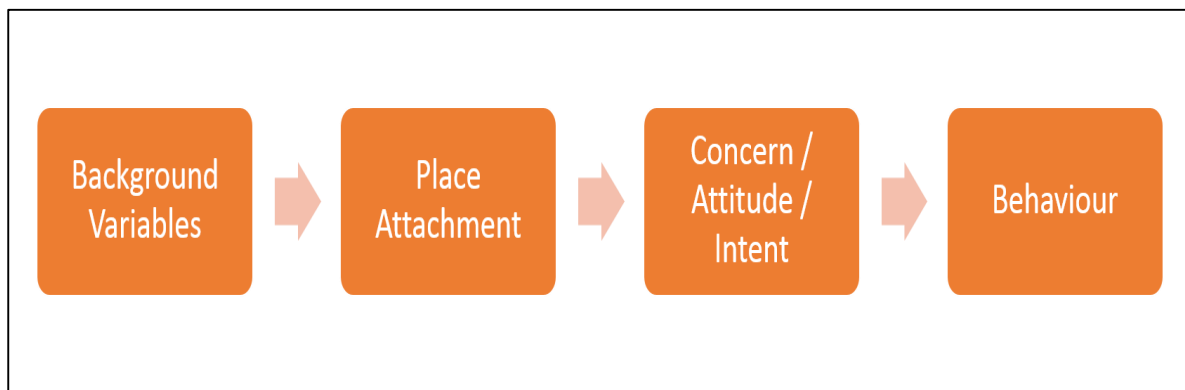 Background
Variables
Place
Attachment
Concern /
Attitude /
Intent
Behaviour